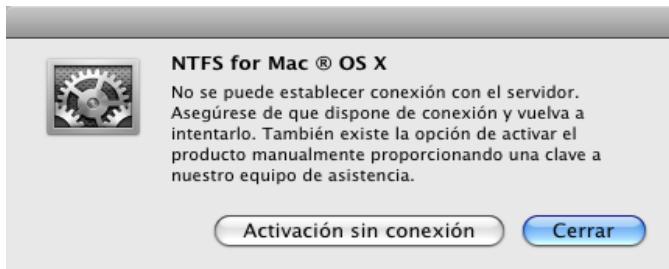 NTFS for Mac ® OS X
No se puede establecer conexión con el servidor.
Asegúrese de que dispone de conexión y vuelva a
intentarlo. También existe la opción de activar el
producto manualmente proporcionando una clave a
nuestro equipo de asistencia.
Activación sin conexión Cerrar